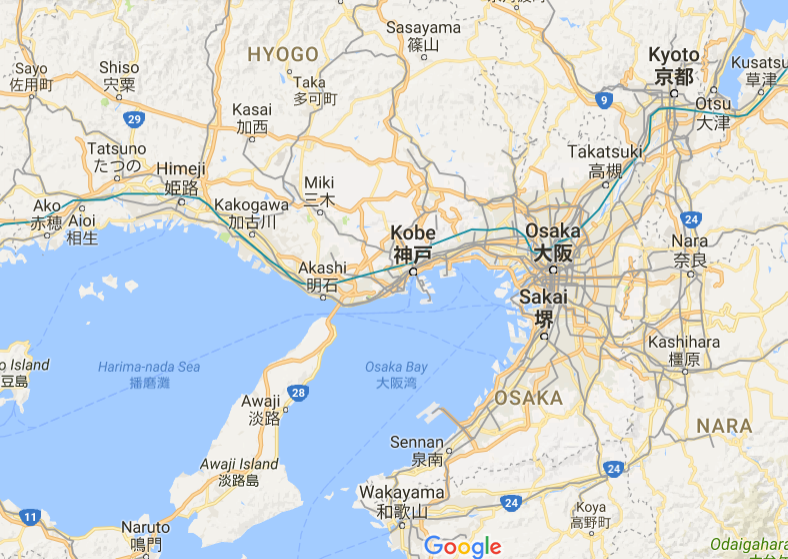 Sasayama
篠山
HYOGO
Kyoto
京都
Sayo
佐用町
Shiso
宍粟
Taka
多可町
Kusatsu
草津
9
Otsu
大津
Kasai
加西
29
Tatsuno
たつの
Himeji
姫路
Takatsuki
高槻
Miki
三木
Ako
赤穂
Aioi
相生
Kakogawa
加古川
24
Kobe
神戸
Osaka
大阪
Nara
奈良
Akashi
明石
Sakai
堺
Kashihara
橿原
Island
豆島
Harima-nada Sea
播磨灘
Osaka Bay
大阪湾
28
Awaji
淡路
OSAKA
NARA
Sennan
泉南
Awaji Island
淡路島
24
Wakayama
和歌山
24
Koya
高野町
11
Naruto
鳴門
Google
Odaigahara